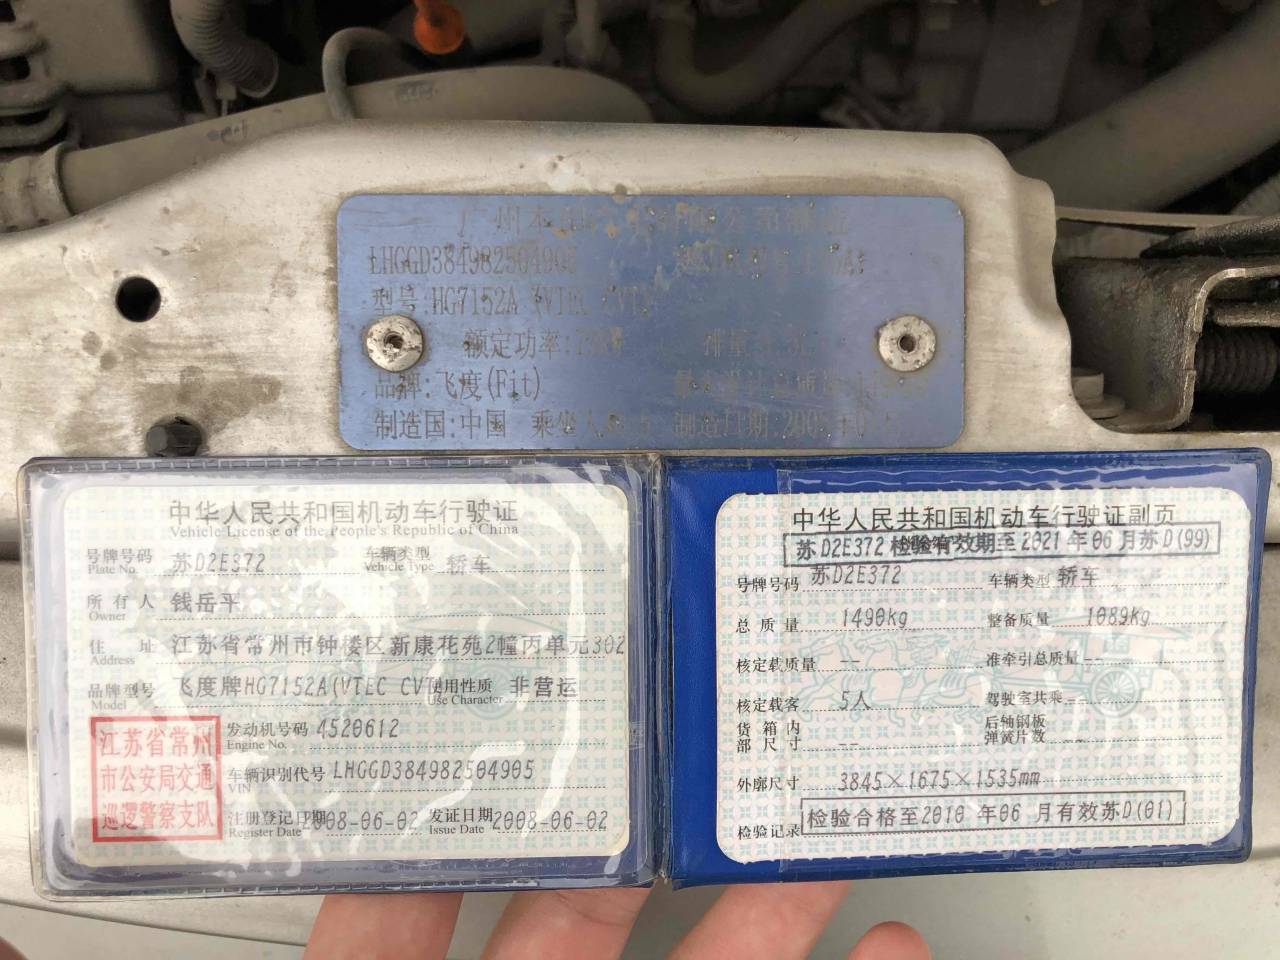 LHGGD384982504905
型号:HG7152A (VTEC CVT)
额定功率:
排量:
品牌:飞度(Fit)
制造国:中国 乘坐人数:5 制造日期:
中华人民共和国机动车行驶证
Vehicle License of the People's Republic of China
号牌号码 苏D2E372 车辆类型 轿车
Plate No. Vehicle Type
所有人 钱岳平
Owner
住址 江苏省常州市钟楼区新康花苑2幢丙单元302
Address
品牌型号 飞度牌HG7152A(VTEC CVT 使用性质 非营运
Model Use Character
江苏省常州
市公安局交通
巡逻警察支队
发动机号码 4520612
Engine No.
车辆识别代号 LHGGD384982504905
VIN
注册登记日期 2008-06-02 发证日期 2008-06-02
Register Date Issue Date
中华人民共和国机动车行驶证副页
苏D2E372 检验有效期至2021年06月苏D(99)
号牌号码 苏D2E372 车辆类型 轿车
总质量 1490kg 整备质量 1089kg
核定载质量 -- 准牵引总质量 --
核定载客 5人 驾驶室共乘 --
货箱内
部尺寸 --
后轴钢板
弹簧片数 --
外廓尺寸 3845×1675×1535mm
检验记录 检验合格至2010年06月有效苏D(01)